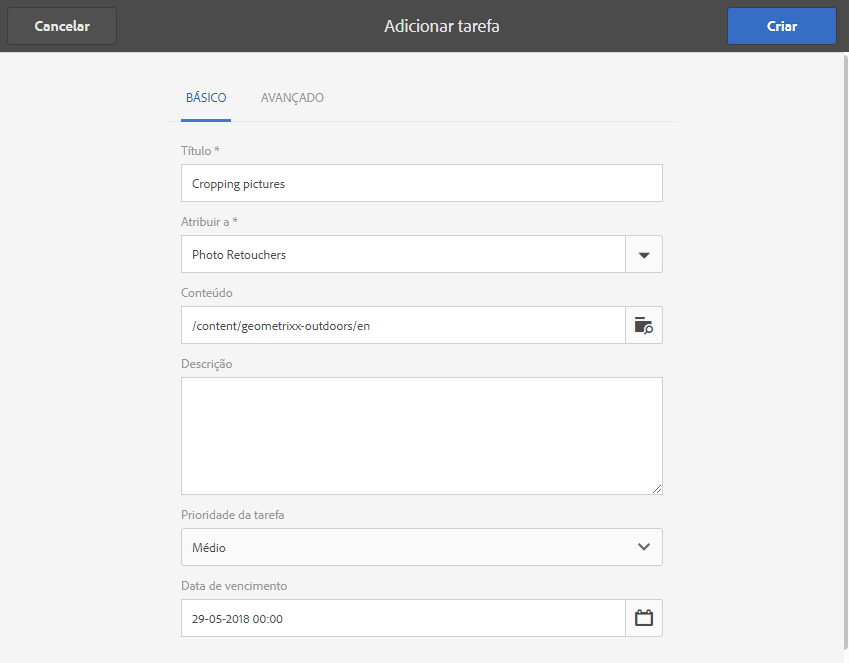 Cancelar
Adicionar tarefa
Criar
BÁSICO
AVANÇADO
Título *
Cropping pictures
Atribuir a *
Photo Retouchers
Conteúdo
/content/geometrixx-outdoors/en
Descrição
Prioridade da tarefa
Médio
Data de vencimento
29-05-2018 00:00